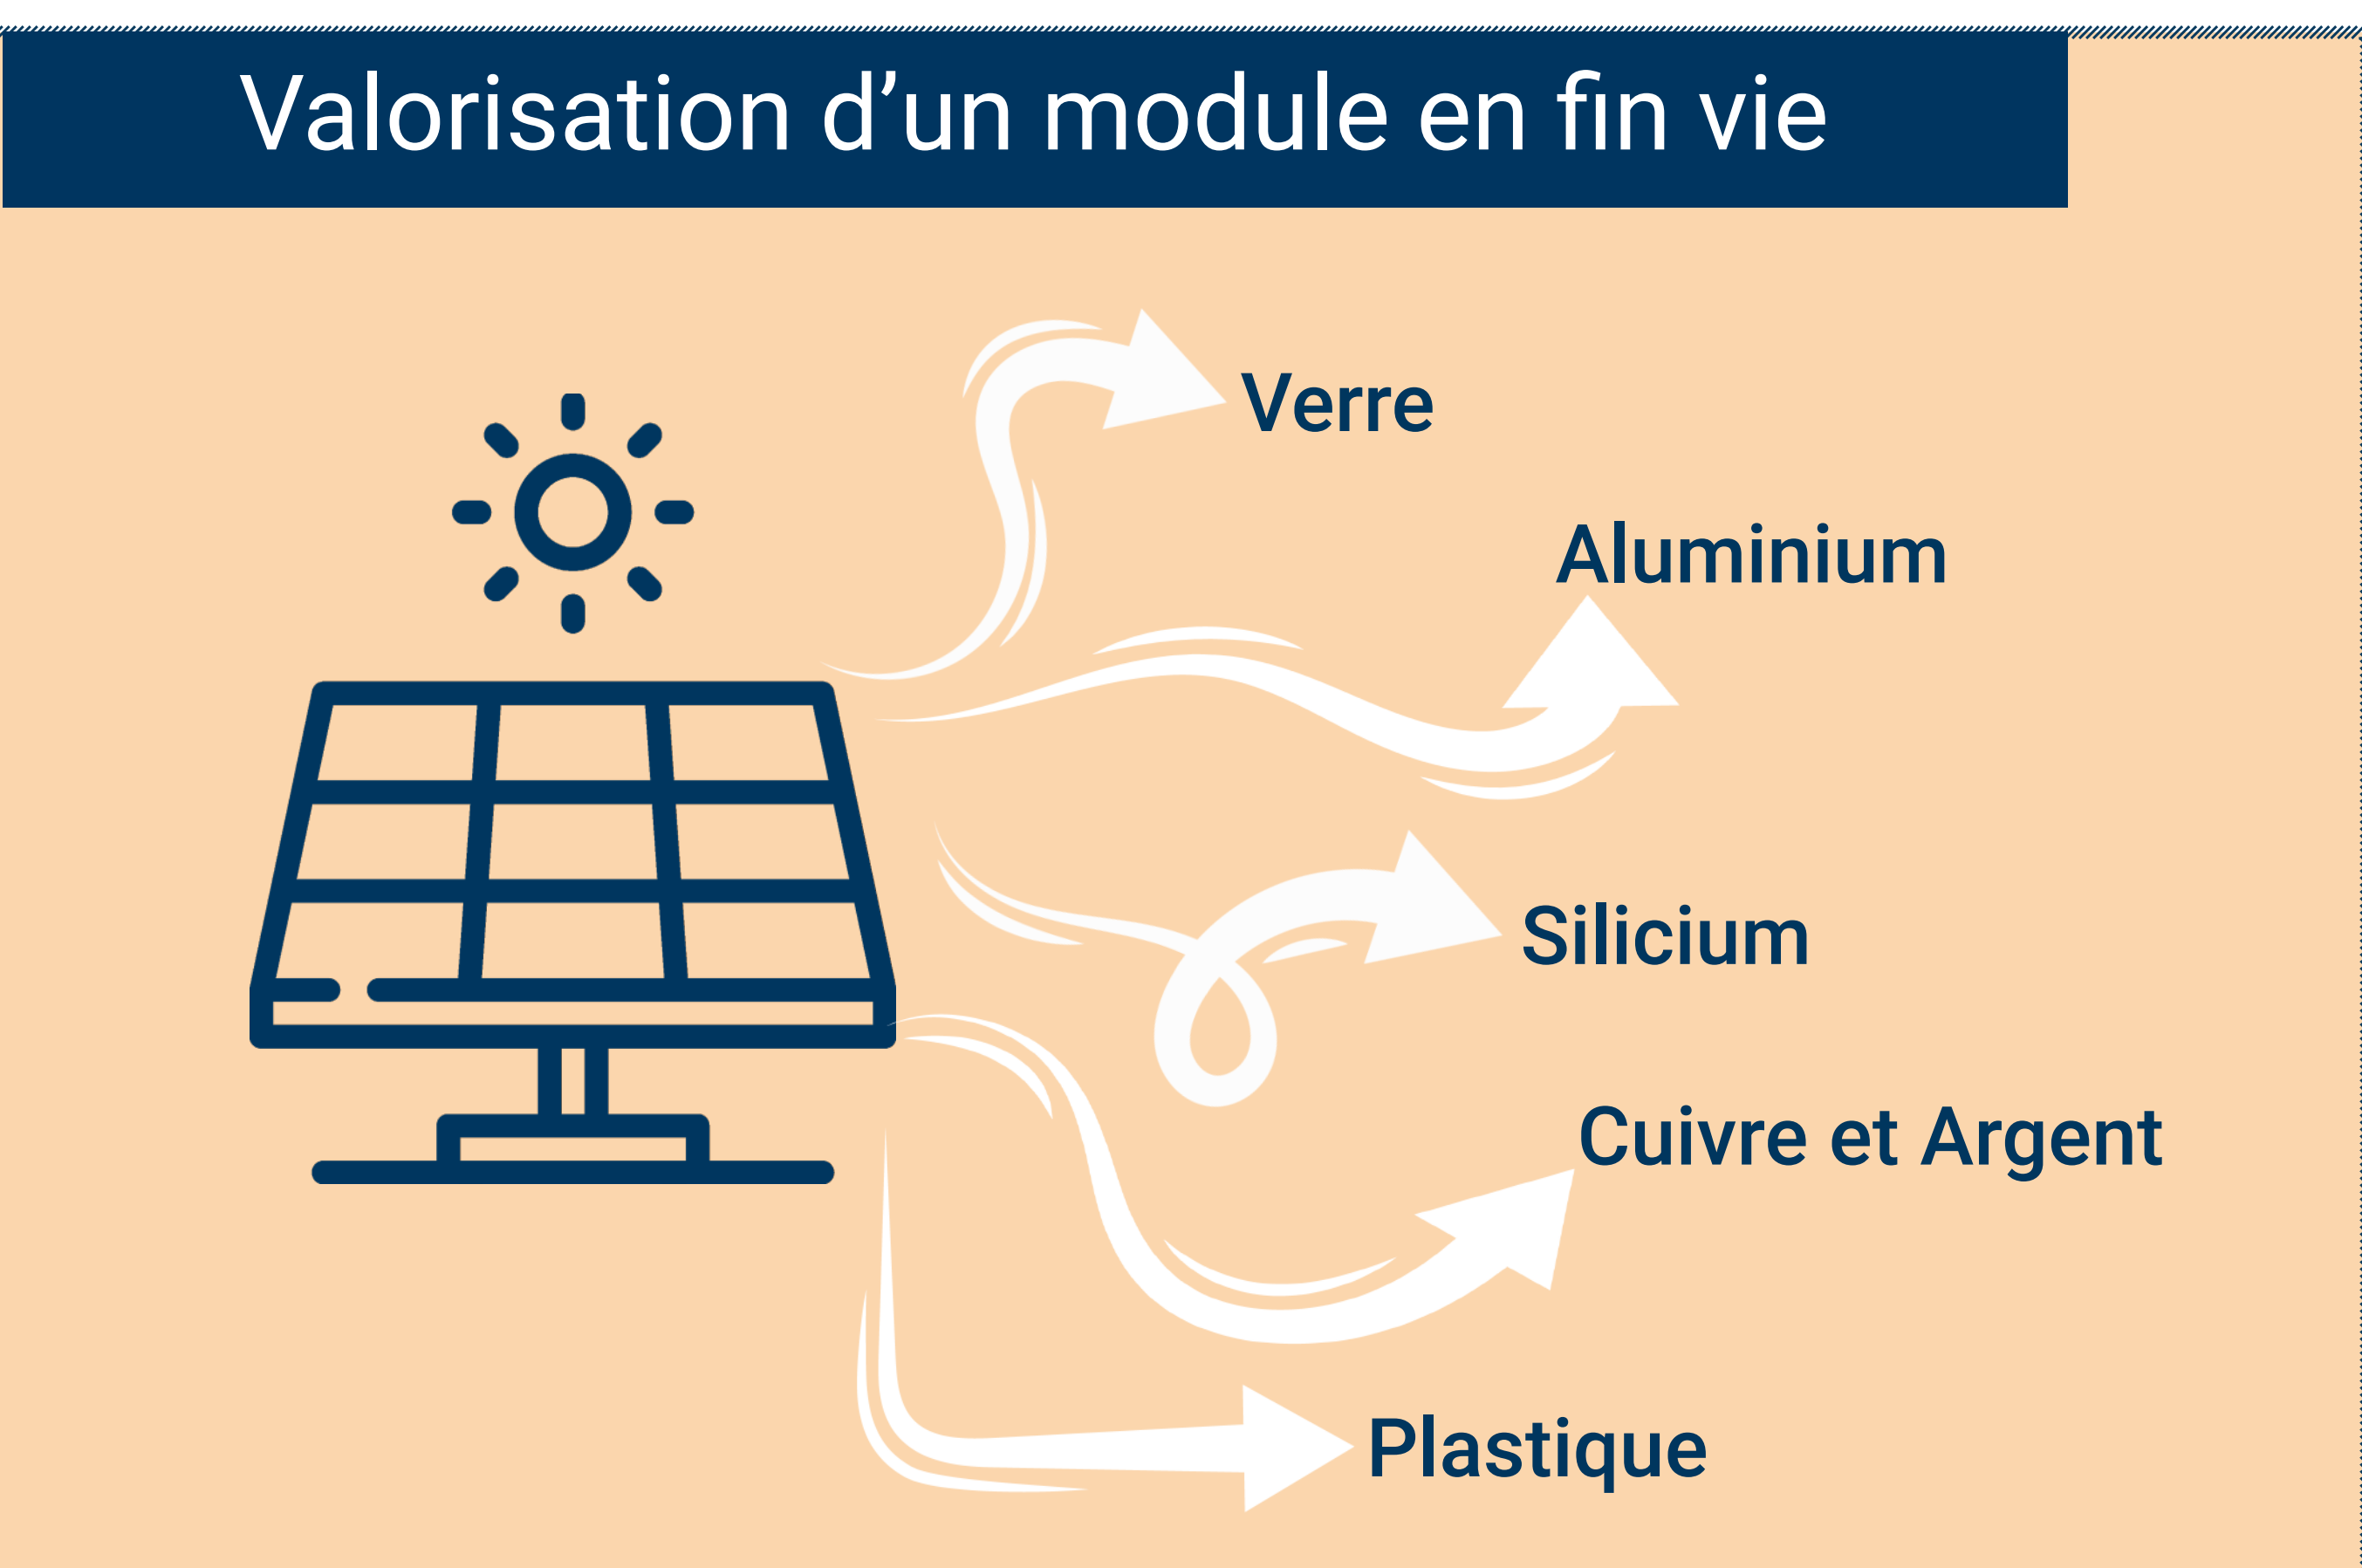 Valorisation d’un module en fin vie
Verre
Aluminium
Silicium
Cuivre et Argent
Plastique